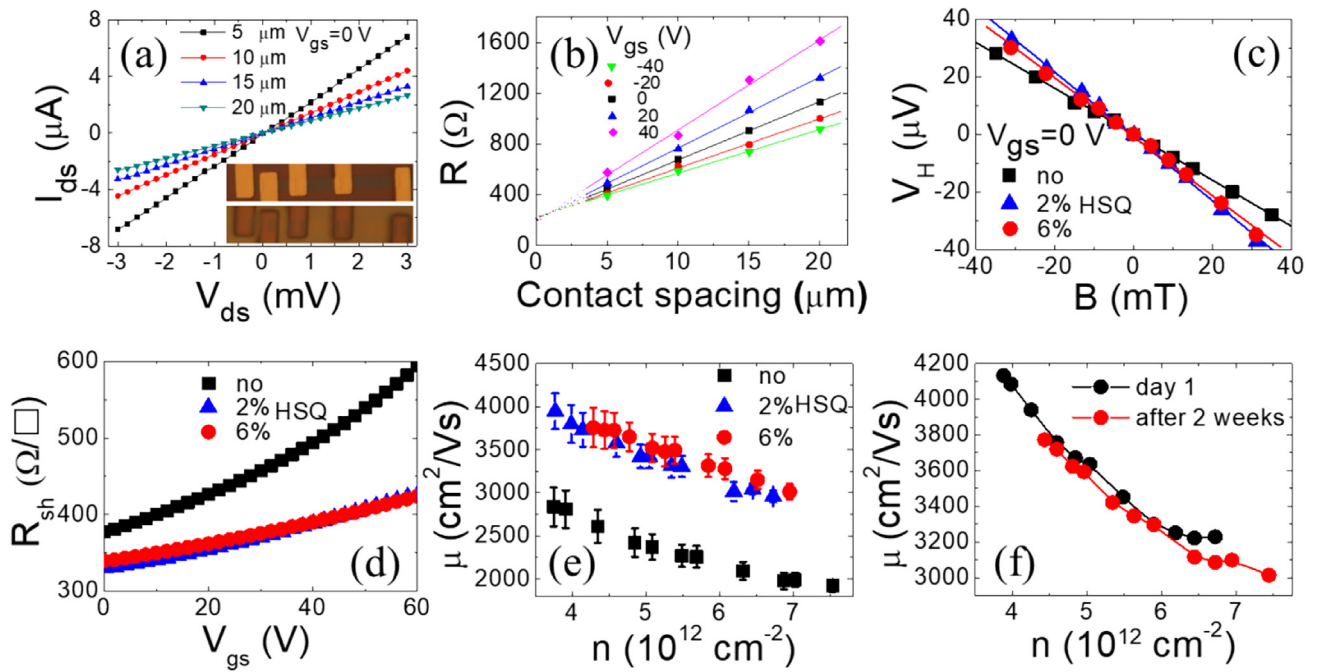 (a)
5 μm V_gs=0 V
10 μm
15 μm
20 μm
8
4
0
-4
-8
I_ds (μA)
-3 -2 -1 0 1 2 3
V_ds (mV)
(b)
V_gs (V)
-40
-20
0
20
40
1600
1200
800
400
0
R (Ω)
0 5 10 15 20
Contact spacing (μm)
(c)
V_gs=0 V
no
2% HSQ
6%
40
20
0
-20
-40
V_H (μV)
-40 -20 0 20 40
B (mT)
no
2% HSQ
6%
(d)
600
500
400
300
R_sh (Ω/□)
0 20 40 60
V_gs (V)
no
2% HSQ
6%
(e)
4500
4000
3500
3000
2500
2000
μ (cm²/Vs)
4 5 6 7
n (10¹² cm⁻²)
day 1
after 2 weeks
(f)
4200
4000
3800
3600
3400
3200
3000
μ (cm²/Vs)
4 5 6 7
n (10¹² cm⁻²)